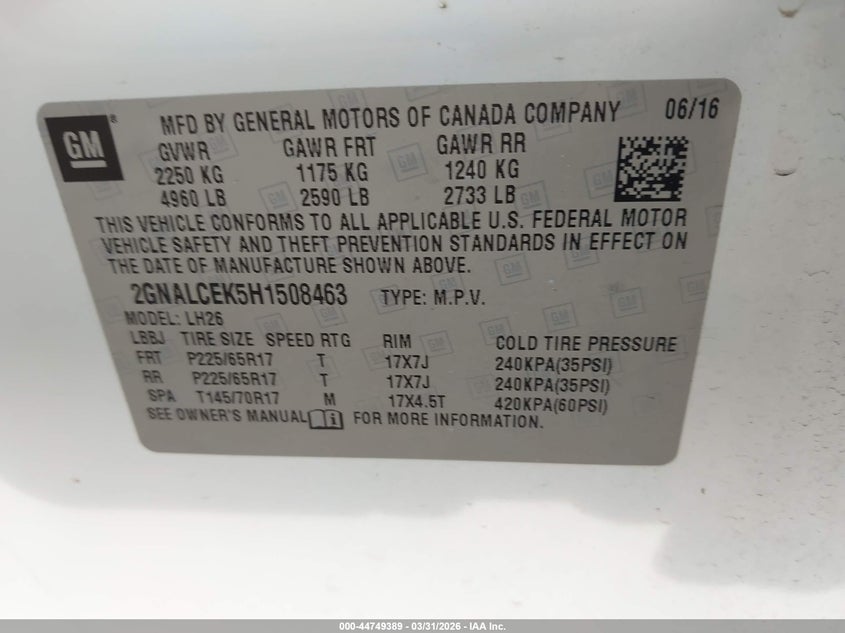 GM ®
MFD BY GENERAL MOTORS OF CANADA COMPANY 06/16
GVWR GAWR FRT GAWR RR
2250 KG 1175 KG 1240 KG
4960 LB 2590 LB 2733 LB
THIS VEHICLE CONFORMS TO ALL APPLICABLE U.S. FEDERAL MOTOR
VEHICLE SAFETY AND THEFT PREVENTION STANDARDS IN EFFECT ON
THE DATE OF MANUFACTURE SHOWN ABOVE.
2GNALCEK5H1508463 TYPE: M.P.V.
MODEL: LH26
LBBJ TIRE SIZE SPEED RTG RIM COLD TIRE PRESSURE
FRT P225/65R17 T 17X7J 240KPA(35PSI)
RR P225/65R17 T 17X7J 240KPA(35PSI)
SPA T145/70R17 M 17X4.5T 420KPA(60PSI)
SEE OWNER'S MANUAL FOR MORE INFORMATION.
000-44749389 - 03/31/2026 - IAA Inc.